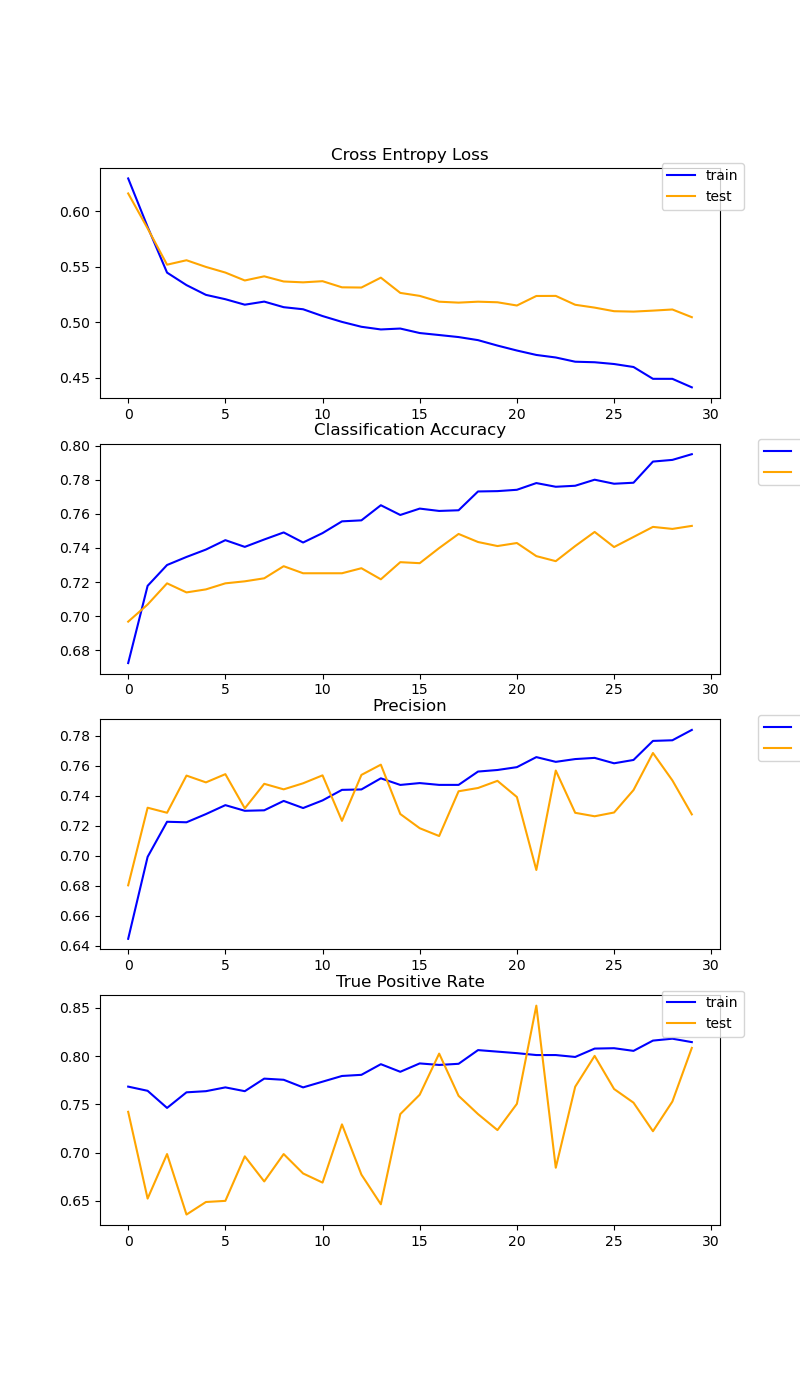 Cross Entropy Loss
train
test
0.60
0.55
0.50
0.45
0 5 10 15 20 25 30
Classification Accuracy
0.80
0.78
0.76
0.74
0.72
0.70
0.68
0 5 10 15 20 25 30
Precision
0.78
0.76
0.74
0.72
0.70
0.68
0.66
0.64
0 5 10 15 20 25 30
True Positive Rate
train
test
0.85
0.80
0.75
0.70
0.65
0 5 10 15 20 25 30